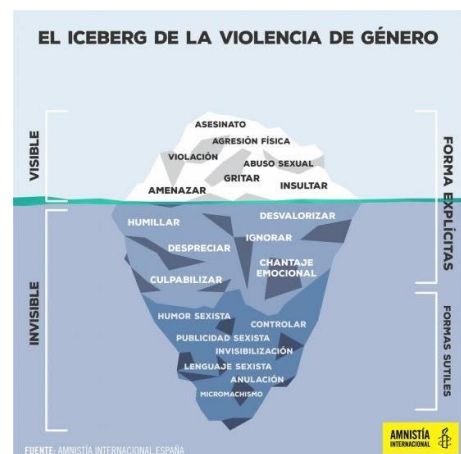 EL ICEBERG DE LA VIOLENCIA DE GÉNERO
VISIBLE
ASESINATO
AGRESIÓN FÍSICA
VIOLACIÓN
ABUSO SEXUAL
GRITAR
AMENAZAR
INSULTAR
FORMA EXPLÍCITAS
INVISIBLE
HUMILLAR
DESVALORIZAR
IGNORAR
DESPRECIAR
CHANTAJE
EMOCIONAL
CULPABILIZAR
HUMOR SEXISTA
CONTROLAR
PUBLICIDAD SEXISTA
INVISIBILIZACIÓN
LENGUAJE SEXISTA
ANULACIÓN
MICROMACHISMO
FORMAS SUTILES
AMNISTÍA
INTERNACIONAL
FUENTE: AMNISTÍA INTERNACIONAL ESPAÑA